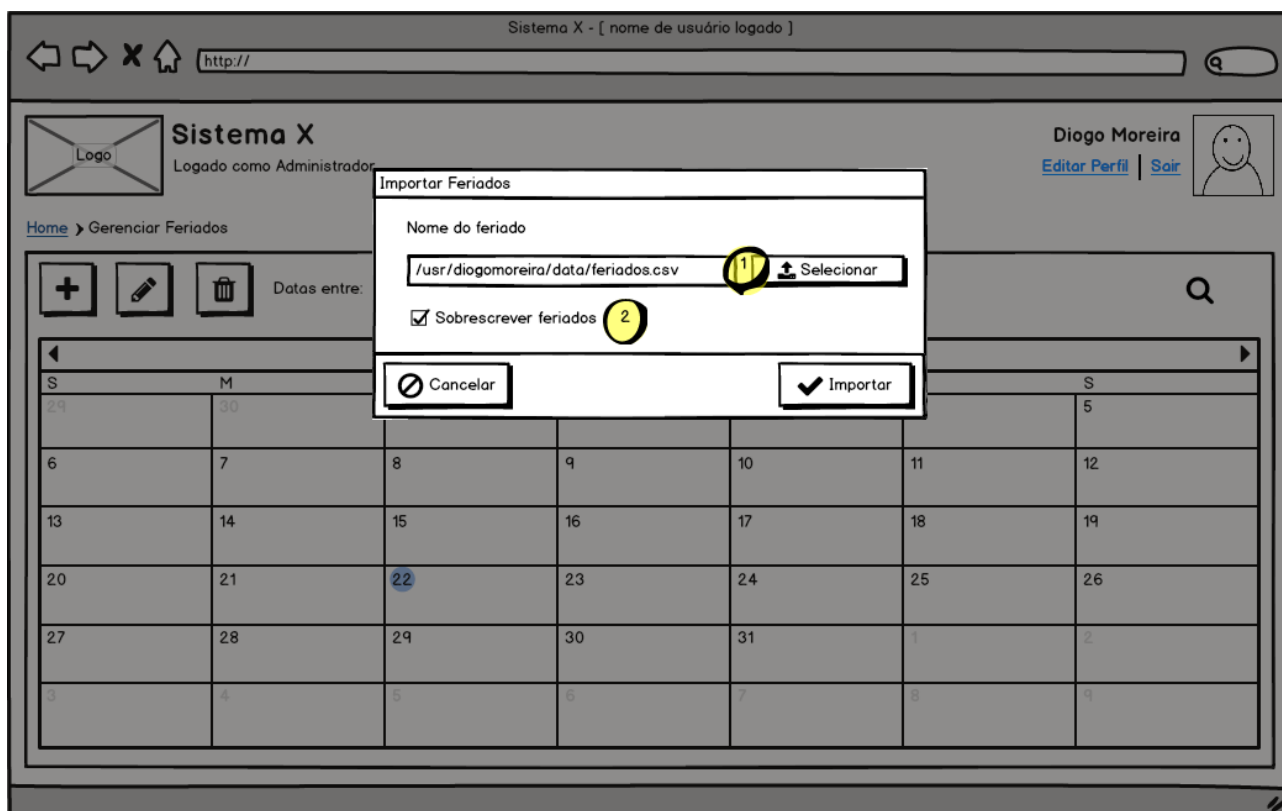 Sistema X - [ nome de usuário logado ]
http://
Logo
Sistema X
Logado como Administrador
Diogo Moreira
Editar Perfil Sair
Home Gerenciar Feriados
Importar Feriados
Nome do feriado
/usr/diogomoreira/data/feriados.csv 1 Selecionar
Datas entre:
Sobrescrever feriados 2
Cancelar Importar
S M S
29 30 5
6 7 8 9 10 11 12
13 14 15 16 17 18 19
20 21 22 23 24 25 26
27 28 29 30 31 1 2
3 4 5 6 7 8 9